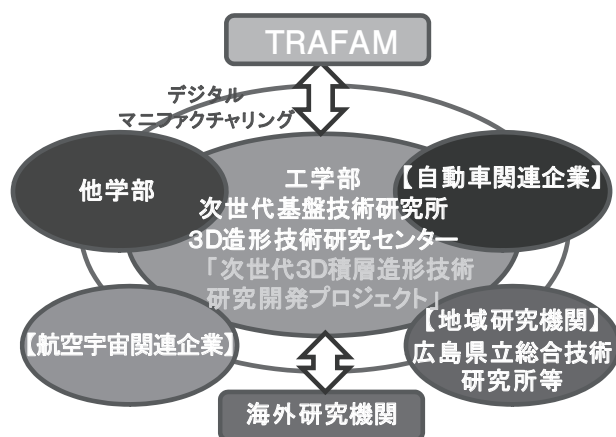 TRAFAM
デジタル
マニファクチャリング
他学部
工学部
次世代基盤技術研究所
3D造形技術研究センター
「次世代3D積層造形技術
研究開発プロジェクト」
【自動車関連企業】
【航空宇宙関連企業】
【地域研究機関】
広島県立総合技術
研究所等
海外研究機関